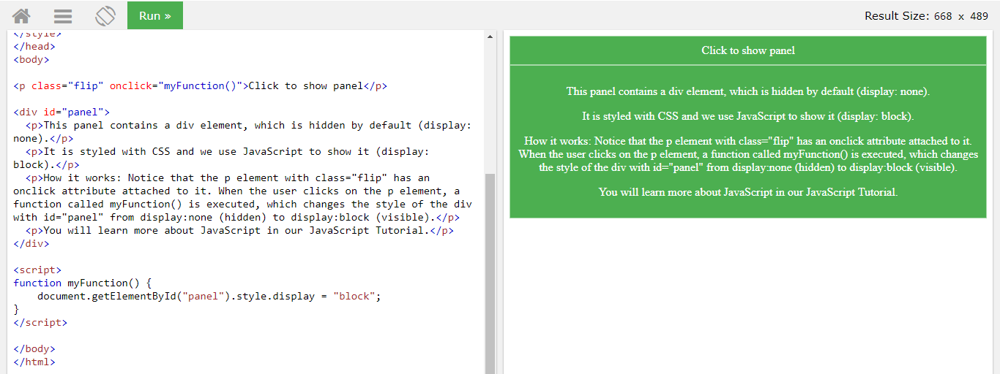 Run »
Result Size: 668 x 489
</style>
</head>
<body>
<p class="flip" onclick="myFunction()">Click to show panel</p>
<div id="panel">
<p>This panel contains a div element, which is hidden by default (display:
none).</p>
<p>It is styled with CSS and we use JavaScript to show it (display:
block).</p>
<p>How it works: Notice that the p element with class="flip" has an
onclick attribute attached to it. When the user clicks on the p element, a
function called myFunction() is executed, which changes the style of the div
with id="panel" from display:none (hidden) to display:block (visible).</p>
<p>You will learn more about JavaScript in our JavaScript Tutorial.</p>
</div>
<script>
function myFunction() {
document.getElementById("panel").style.display = "block";
}
</script>
</body>
</html>
Click to show panel
This panel contains a div element, which is hidden by default (display: none).
It is styled with CSS and we use JavaScript to show it (display: block).
How it works: Notice that the p element with class="flip" has an onclick attribute attached to it.
When the user clicks on the p element, a function called myFunction() is executed, which changes
the style of the div with id="panel" from display:none (hidden) to display:block (visible).
You will learn more about JavaScript in our JavaScript Tutorial.